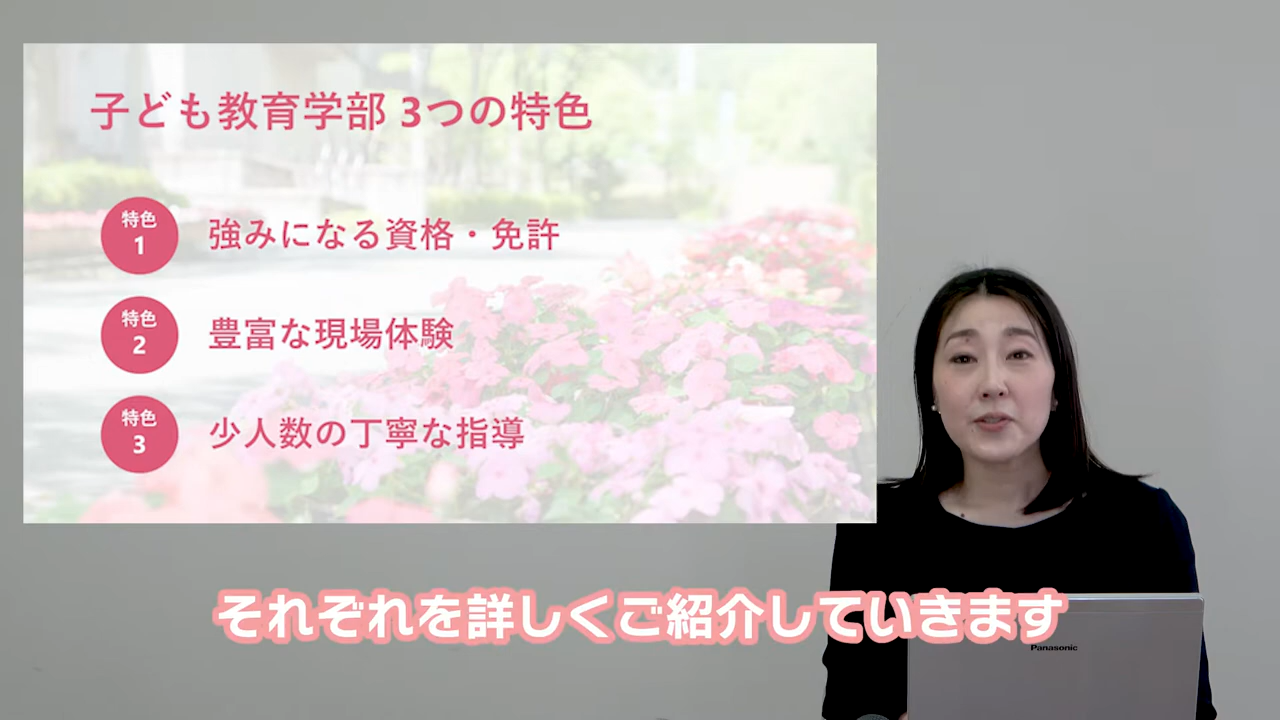 子ども教育学部 3つの特色
特色
1
強みになる資格・免許
特色
2
豊富な現場体験
特色
3
少人数の丁寧な指導
それぞれを詳しくご紹介していきます
Panasonic